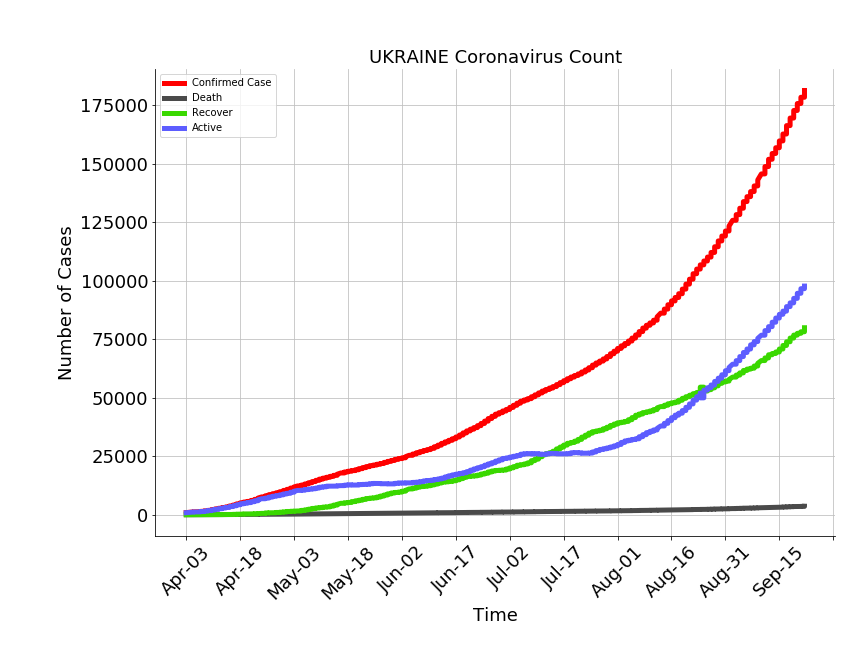 UKRAINE Coronavirus Count
Confirmed Case
Death
Recover
Active
Number of Cases
175000
150000
125000
100000
75000
50000
25000
0
Apr-03
Apr-18
May-03
May-18
Jun-02
Jun-17
Jul-02
Jul-17
Aug-01
Aug-16
Aug-31
Sep-15
Time